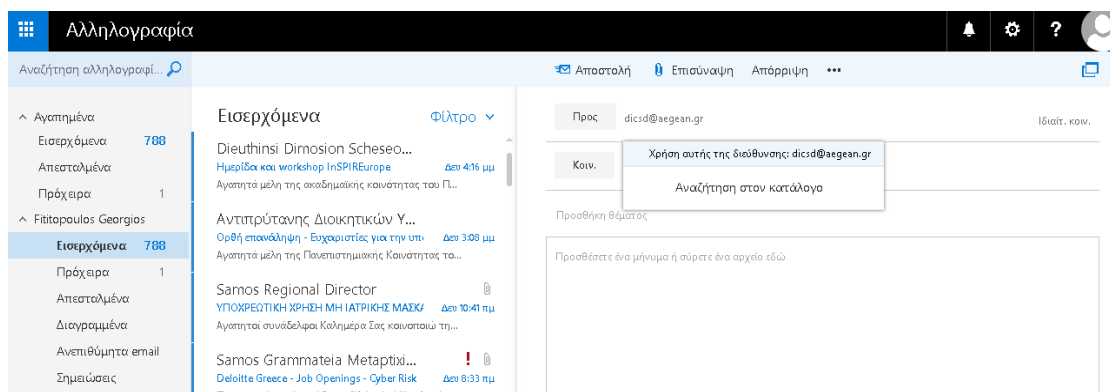 Αλληλογραφία
?
Αναζήτηση αλληλογραφί...
Αποστολή Επισύναψη Απόρριψη •••
Αγαπημένα
Εισερχόμενα 788
Απεσταλμένα
Πρόχειρα 1
Fititopoulos Georgios
Εισερχόμενα 788
Πρόχειρα 1
Απεσταλμένα
Διαγραμμένα
Ανεπιθύμητα email
Σημειώσεις
Εισερχόμενα Φίλτρο
Dieuthinsi Dimosion Scheseo...
Ημερίδα και workshop InSPIREurope Δευ 4:16 μμ
Αγαπητά μέλη της ακαδημαϊκής κοινότητας του Π...
Αντιπρύτανης Διοικητικών Υ...
Ορθή επανάληψη - Ευχαριστίες για την υπ Δευ 3:08 μμ
Αγαπητά μέλη της Πανεπιστημιακής Κοινότητας το...
Samos Regional Director
ΥΠΟΧΡΕΩΤΙΚΗ ΧΡΗΣΗ ΜΗ ΙΑΤΡΙΚΗΣ ΜΑΣΚ Δευ 10:41 πμ
Αγαπητοί συνάδελφοι Καλημέρα Σας κοινοποιώ τη...
Samos Grammateia Metaptixi... !
Deloitte Greece - Job Openings - Cyber Risk Δευ 8:33 πμ
Προς dicsd@aegean.gr Ιδιαίτ. κοιν.
Χρήση αυτής της διεύθυνσης: dicsd@aegean.gr
Κοιν.
Αναζήτηση στον κατάλογο
Προσθήκη θέματος
Προσθέσετε ένα μήνυμα ή σύρετε ένα αρχείο εδώ